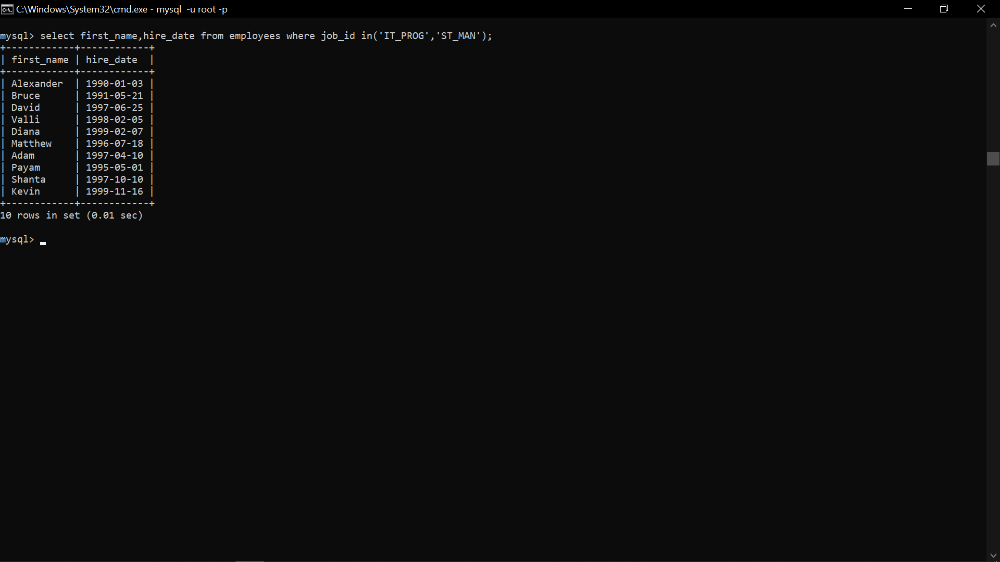 C:\Windows\System32\cmd.exe - mysql  -u root -p
mysql> select first_name,hire_date from employees where job_id in('IT_PROG','ST_MAN');
+------------+------------+
| first_name | hire_date  |
+------------+------------+
| Alexander  | 1990-01-03 |
| Bruce      | 1991-05-21 |
| David      | 1997-06-25 |
| Valli      | 1998-02-05 |
| Diana      | 1999-02-07 |
| Matthew    | 1996-07-18 |
| Adam       | 1997-04-10 |
| Payam      | 1995-05-01 |
| Shanta     | 1997-10-10 |
| Kevin      | 1999-11-16 |
+------------+------------+
10 rows in set (0.01 sec)
mysql>